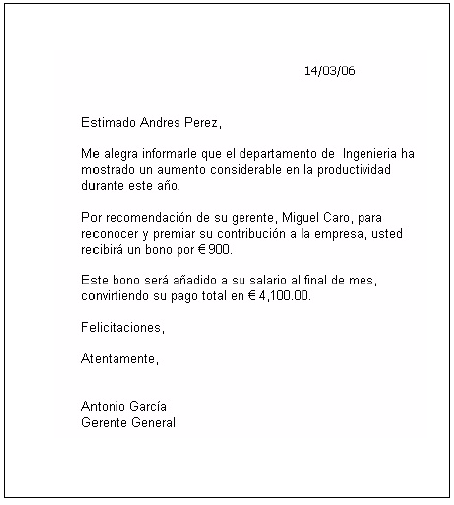 14/03/06
Estimado Andres Perez,
Me alegra informarle que el departamento de Ingenieria ha
mostrado un aumento considerable en la productividad
durante este año.
Por recomendación de su gerente, Miguel Caro, para
reconocer y premiar su contribución a la empresa, usted
recibirá un bono por € 900.
Este bono será añadido a su salario al final de mes,
convirtiendo su pago total en € 4,100.00.
Felicitaciones,
Atentamente,
Antonio García
Gerente General